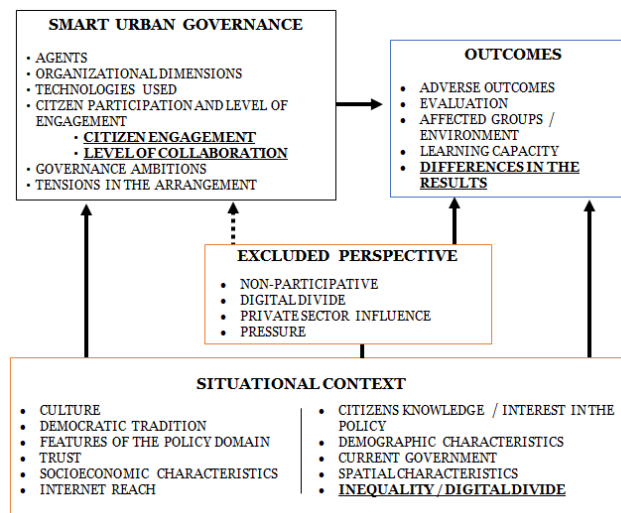 SMART URBAN GOVERNANCE
• AGENTS
• ORGANIZATIONAL DIMENSIONS
• TECHNOLOGIES USED
• CITZEN PARTICIPATION AND LEVEL OF
ENGAGEMENT
• CITIZEN ENGAGEMENT
• LEVEL OF COLLABORATION
• GOVERNANCE AMBITIONS
• TENSIONS IN THE ARRANGEMENT
OUTCOMES
• ADVERSE OUTCOMES
• EVALUATION
• AFFECTED GROUPS /
ENVIRONMENT
• LEARNING CAPACITY
• DIFFERENCES IN THE
RESULTS
EXCLUDED PERSPECTIVE
• NON-PARTICIPATIVE
• DIGITAL DIVIDE
• PRIVATE SECTOR INFLUENCE
• PRESSURE
SITUATIONAL CONTEXT
• CULTURE
• DEMOCRATIC TRADITION
• FEATURES OF THE POLICY DOMAIN
• TRUST
• SOCIOECONOMIC CHARACTERISTICS
• INTERNET REACH
• CITIZENS KNOWLEDGE / INTEREST IN THE
POLICY
• DEMOGRAPHIC CHARACTERISTICS
• CURRENT GOVERNMENT
• SPATIAL CHARACTERISTICS
• INEQUALITY / DIGITAL DIVIDE